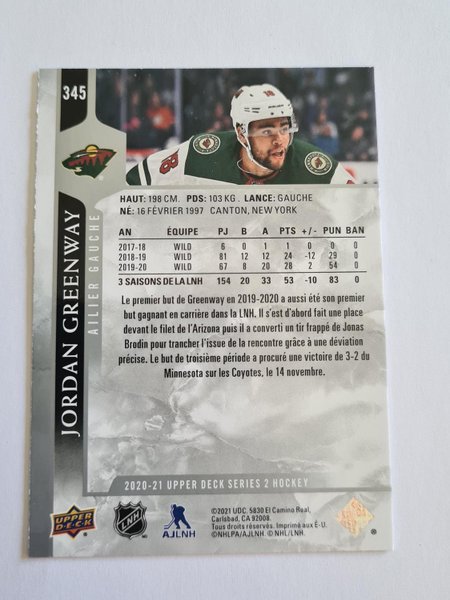 345
18
HAUT: 198 CM. PDS: 103 KG. LANCE: GAUCHE
NÉ: 16 FÉVRIER 1997 CANTON, NEW YORK
AN ÉQUIPE PJ B A PTS +/- PUN BAN
2017-18 WILD 6 0 1 1 0 0 0
2018-19 WILD 81 12 12 24 -12 29 0
2019-20 WILD 67 8 20 28 2 54 0
3 SAISONS DE LA LNH 154 20 33 53 -10 83 0
Le premier but de Greenway en 2019-2020 a aussi été son premier
but gagnant en carrière dans la LNH. Il s'est d'abord fait une place
devant le filet de l'Arizona puis il a converti un tir frappé de Jonas
Brodin pour trancher l'issue de la rencontre grâce à une déviation
précise. Le but de troisième période a procuré une victoire de 3-2 du
Minnesota sur les Coyotes, le 14 novembre.
JORDAN GREENWAY
AILIER GAUCHE
2020-21 UPPER DECK SERIES 2 HOCKEY
UPPER DECK
LNH
AJLNH
©2021 UDC. 5830 El Camino Real,
Carlsbad, CA 92008.
Tous droits réservés. Imprimé aux É-U.
©NHLPA/AJLNH. © NHL/LNH.